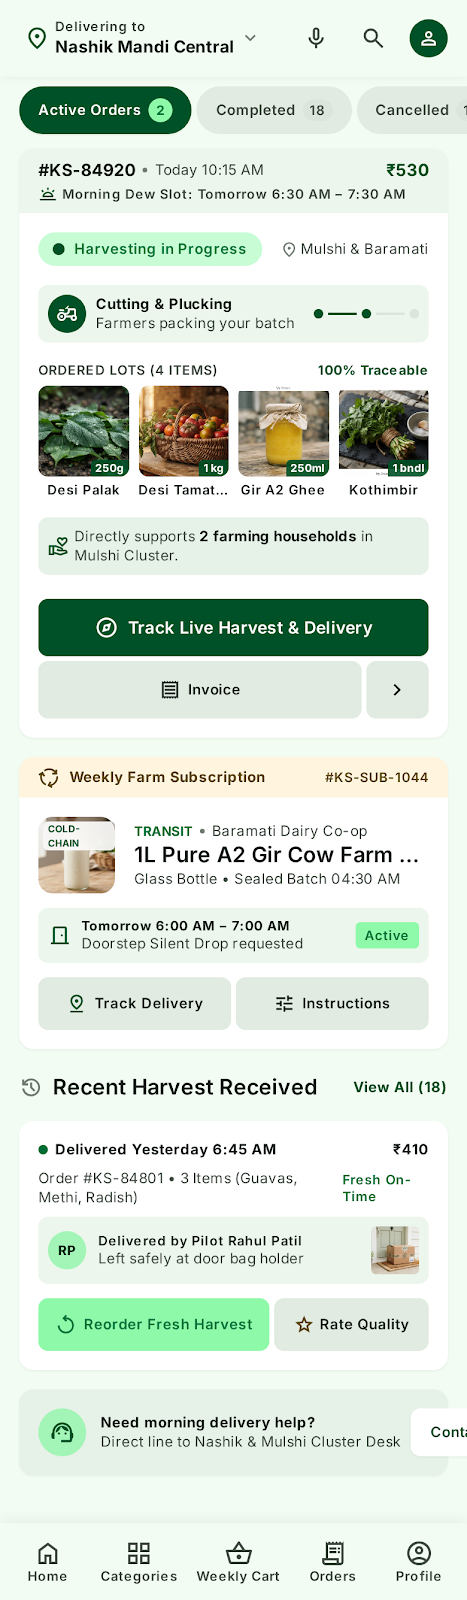 Delivering to
Nashik Mandi Central
Active Orders 2
Completed 18
Cancelled
#KS-84920 • Today 10:15 AM
₹530
Morning Dew Slot: Tomorrow 6:30 AM – 7:30 AM
Harvesting in Progress
Mulshi & Baramati
Cutting & Plucking
Farmers packing your batch
ORDERED LOTS (4 ITEMS)
100% Traceable
250g
1 kg
250ml
1 bndl
Desi Palak
Desi Tamat...
Gir A2 Ghee
Kothimbir
Directly supports 2 farming households in
Mulshi Cluster.
Track Live Harvest & Delivery
Invoice
Weekly Farm Subscription
#KS-SUB-1044
COLD-
CHAIN
TRANSIT • Baramati Dairy Co-op
1L Pure A2 Gir Cow Farm ...
Glass Bottle • Sealed Batch 04:30 AM
Tomorrow 6:00 AM – 7:00 AM
Doorstep Silent Drop requested
Active
Track Delivery
Instructions
Recent Harvest Received
View All (18)
Delivered Yesterday 6:45 AM
₹410
Order #KS-84801 • 3 Items (Guavas,
Methi, Radish)
Fresh On-
Time
RP
Delivered by Pilot Rahul Patil
Left safely at door bag holder
Reorder Fresh Harvest
Rate Quality
Need morning delivery help?
Direct line to Nashik & Mulshi Cluster Desk
Conta
Home
Categories
Weekly Cart
Orders
Profile